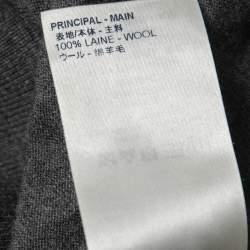 PRINCIPAL - MAIN
表地/本体 - 主料
100% LAINE - WOOL
ウール - 绵羊毛